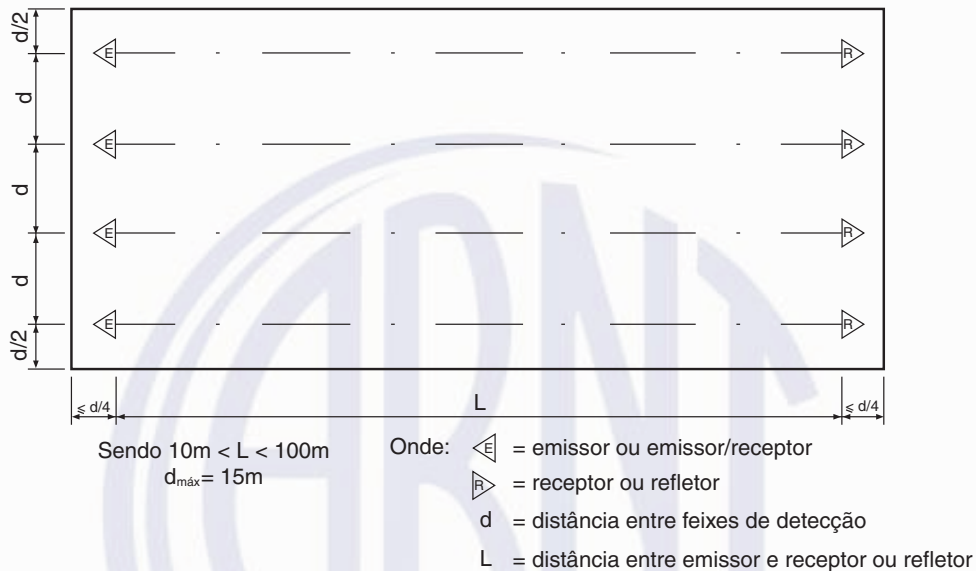 d/2
E
R
d
E
R
d
E
R
d
E
R
d/2
⩽ d/4
L
⩽ d/4
Sendo 10m < L < 100m
dmáx= 15m
Onde:
E = emissor ou emissor/receptor
R = receptor ou refletor
d = distância entre feixes de detecção
L = distância entre emissor e receptor ou refletor
ABNT